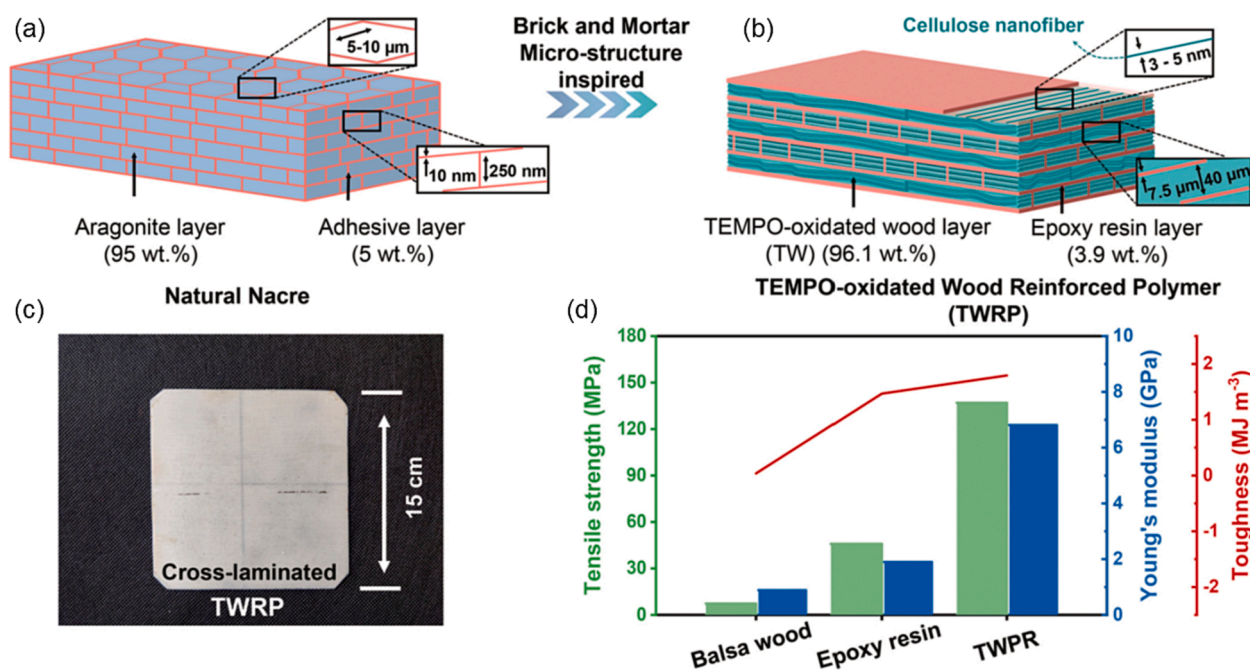 (a)
5-10 µm
10 nm
250 nm
Aragonite layer
(95 wt.%)
Adhesive layer
(5 wt.%)
Natural Nacre
Brick and Mortar
Micro-structure
inspired
(b)
Cellulose nanofiber
3 - 5 nm
7.5 µm
40 µm
TEMPO-oxidated wood layer
(TW) (96.1 wt.%)
Epoxy resin layer
(3.9 wt.%)
TEMPO-oxidated Wood Reinforced Polymer
(TWRP)
(c)
15 cm
Cross-laminated
TWRP
(d)
Tensile strength (MPa)
180
150
120
90
60
30
0
Young's modulus (GPa)
10
8
6
4
2
0
Toughness (MJ m⁻³)
2
1
0
-1
-2
Balsa wood
Epoxy resin
TWPR